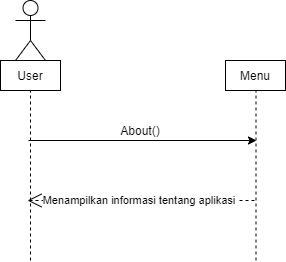 User
Menu
About()
Menampilkan informasi tentang aplikasi